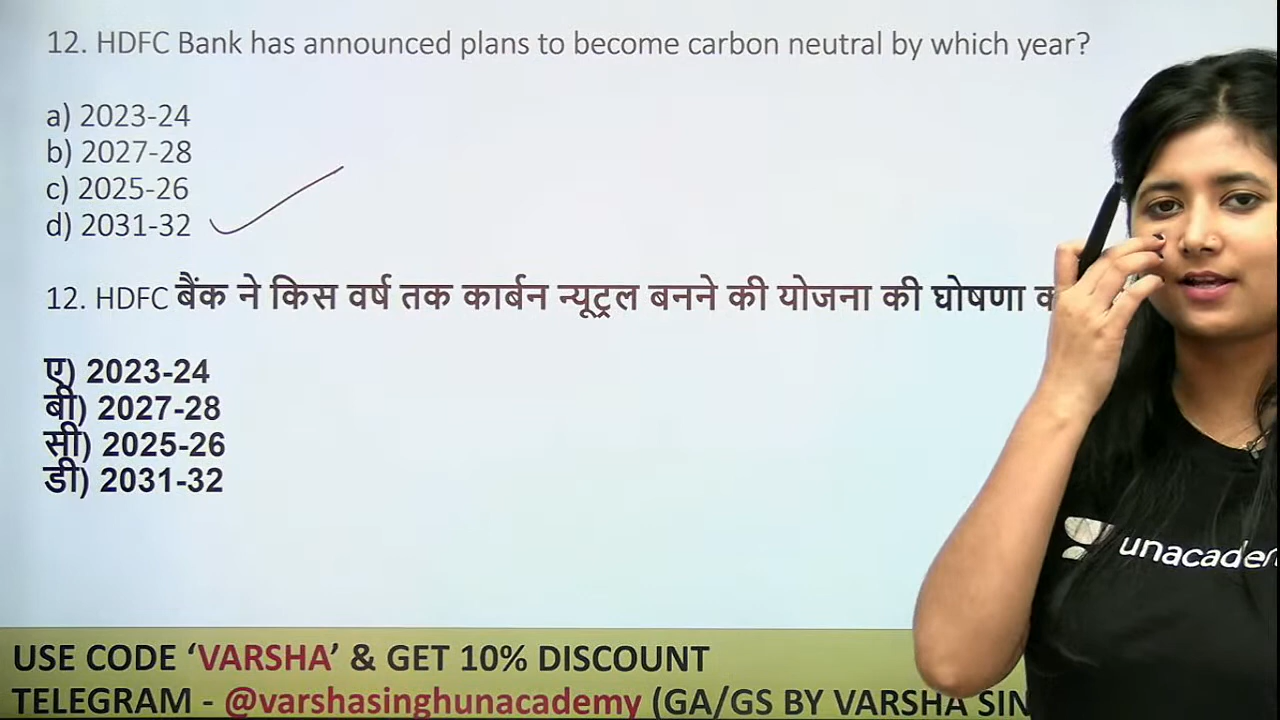 12. HDFC Bank has announced plans to become carbon neutral by which year?
a) 2023-24
b) 2027-28
c) 2025-26
d) 2031-32
12. HDFC बैंक ने किस वर्ष तक कार्बन न्यूट्रल बनने की योजना की घोषणा
ए) 2023-24
बी) 2027-28
सी) 2025-26
डी) 2031-32
unacadem
USE CODE ‘VARSHA’ & GET 10% DISCOUNT
TELEGRAM - @varshasinghunacademy (GA/GS BY VARSHA SIN